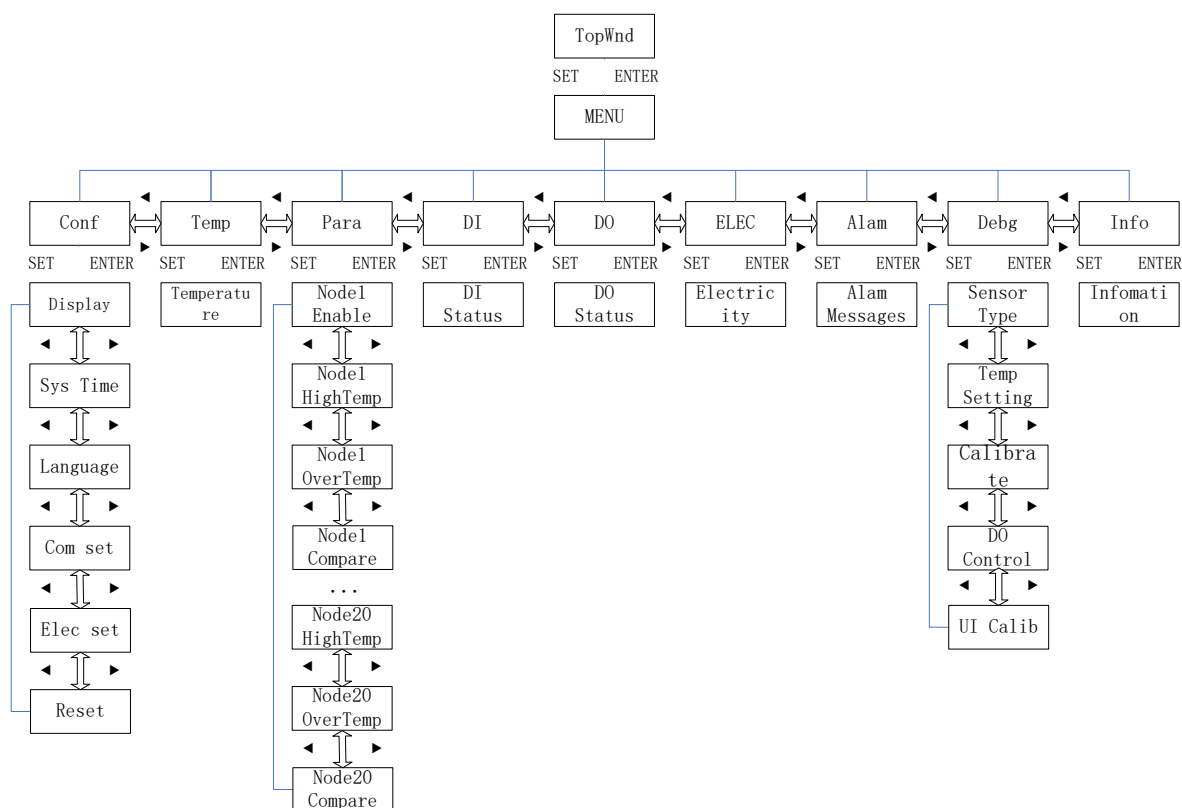 TopWnd
SET ENTER
MENU
◄ ◄ ◄ ◄ ◄ ◄ ◄ ◄
Conf Temp Para DI DO ELEC Alam Debg Info
► ► ► ► ► ► ► ►
SET ENTER SET ENTER SET ENTER SET ENTER SET ENTER SET ENTER SET ENTER SET ENTER SET ENTER
Display
◄ ►
Sys Time
◄ ►
Language
◄ ►
Com set
◄ ►
Elec set
◄ ►
Reset
Temperatu
re
Node1
Enable
◄ ►
Node1
HighTemp
◄ ►
Node1
OverTemp
◄ ►
Node1
Compare
...
Node20
HighTemp
◄ ►
Node20
OverTemp
◄ ►
Node20
Compare
DI
Status
DO
Status
Electric
ity
Alam
Messages
Sensor
Type
◄ ►
Temp
Setting
◄ ►
Calibra
te
◄ ►
DO
Control
◄ ►
UI Calib
Infomati
on